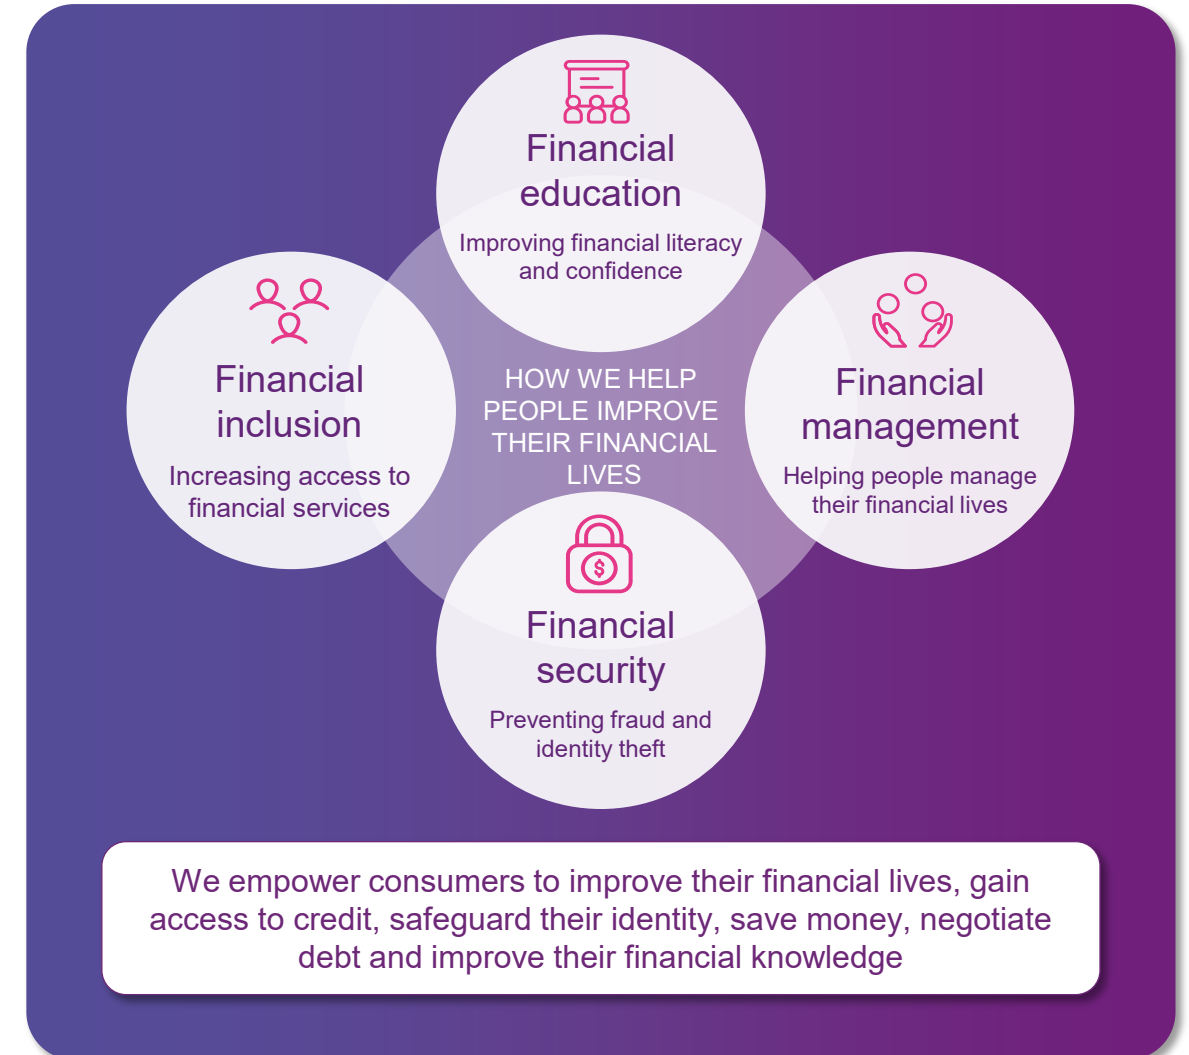 Financial
education
Improving financial literacy
and confidence
Financial
inclusion
Increasing access to
financial services
HOW WE HELP
PEOPLE IMPROVE
THEIR FINANCIAL
LIVES
Financial
management
Helping people manage
their financial lives
$
Financial
security
Preventing fraud and
identity theft
We empower consumers to improve their financial lives, gain
access to credit, safeguard their identity, save money, negotiate
debt and improve their financial knowledge